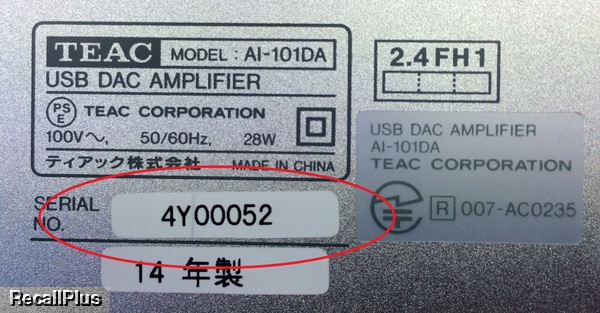 TEAC MODEL : AI-101DA
USB DAC AMPLIFIER
PS
E
TEAC CORPORATION
100V～, 50/60Hz, 28W
ティアック株式会社 MADE IN CHINA
SERIAL
NO.
4Y00052
14 年製
2.4FH1
USB DAC AMPLIFIER
AI-101DA
TEAC CORPORATION
R 007-AC0235
RecallPlus